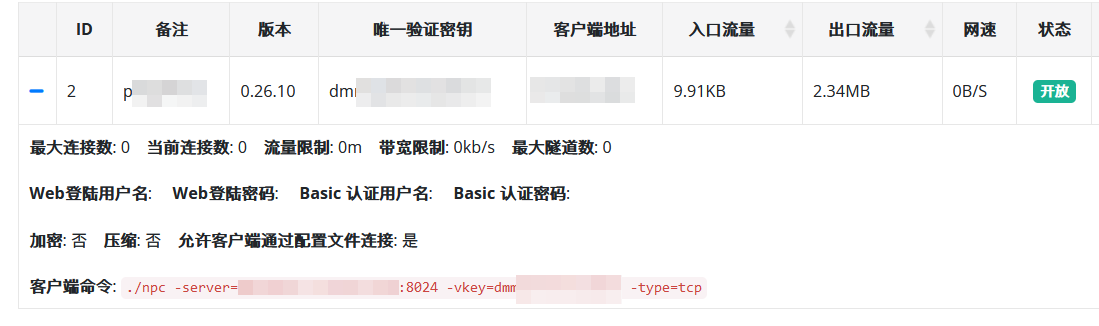 ID 备注 版本 唯一验证密钥 客户端地址 入口流量 出口流量 网速 状态
2 p 0.26.10 dm 9.91KB 2.34MB 0B/S 开放
最大连接数: 0 当前连接数: 0 流量限制: 0m 带宽限制: 0kb/s 最大隧道数: 0
Web登陆用户名: Web登陆密码: Basic 认证用户名: Basic 认证密码:
加密: 否 压缩: 否 允许客户端通过配置文件连接: 是
客户端命令: ./npc -server= :8024 -vkey=dm -type=tcp